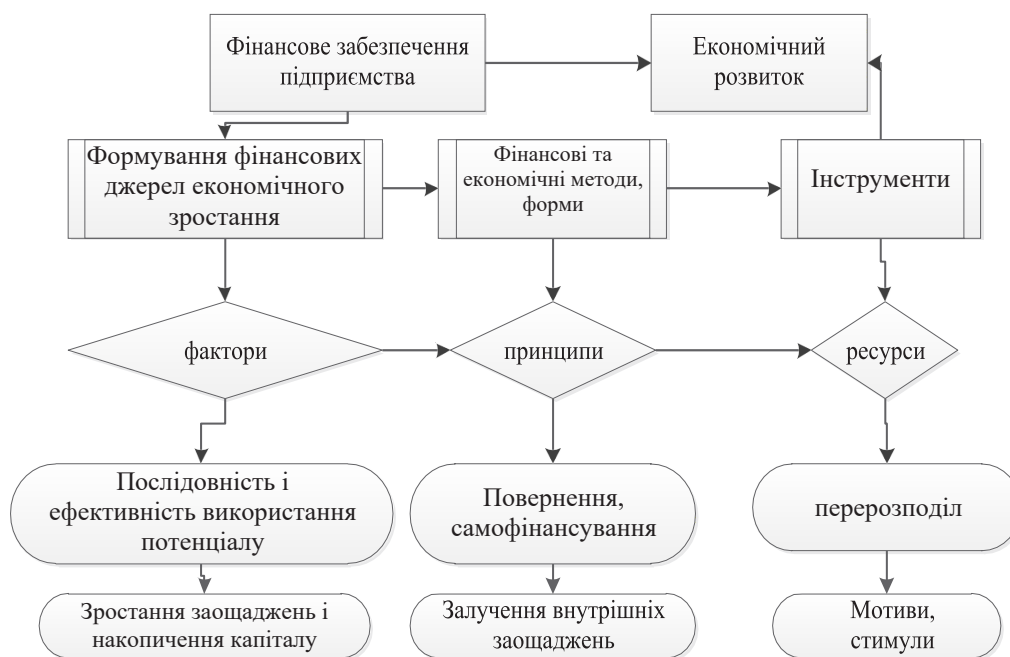 Фінансове забезпечення
підприємства
Економічний
розвиток
Формування фінансових
джерел економічного
зростання
Фінансові та
економічні методи,
форми
Інструменти
фактори
принципи
ресурси
Послідовність і
ефективність використання
потенціалу
Повернення,
самофінансування
перерозподіл
Зростання заощаджень і
накопичення капіталу
Залучення внутрішніх
заощаджень
Мотиви,
стимули